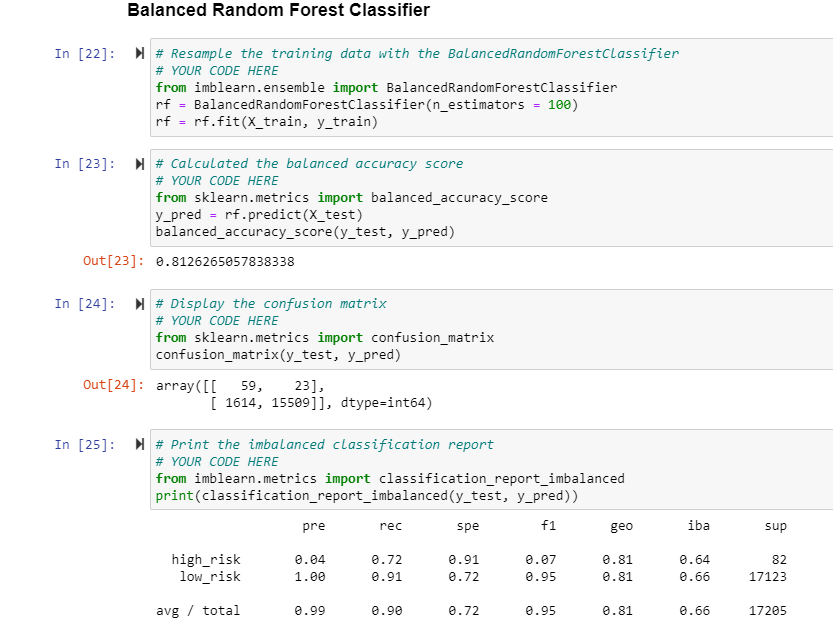 Balanced Random Forest Classifier
In [22]: # Resample the training data with the BalancedRandomForestClassifier
# YOUR CODE HERE
from imblearn.ensemble import BalancedRandomForestClassifier
rf = BalancedRandomForestClassifier(n_estimators = 100)
rf = rf.fit(X_train, y_train)
In [23]: # Calculated the balanced accuracy score
# YOUR CODE HERE
from sklearn.metrics import balanced_accuracy_score
y_pred = rf.predict(X_test)
balanced_accuracy_score(y_test, y_pred)
Out[23]: 0.8126265057838338
In [24]: # Display the confusion matrix
# YOUR CODE HERE
from sklearn.metrics import confusion_matrix
confusion_matrix(y_test, y_pred)
Out[24]: array([[   59,    23],
       [ 1614, 15509]], dtype=int64)
In [25]: # Print the imbalanced classification report
# YOUR CODE HERE
from imblearn.metrics import classification_report_imbalanced
print(classification_report_imbalanced(y_test, y_pred))
pre rec spe f1 geo iba sup
high_risk 0.04 0.72 0.91 0.07 0.81 0.64 82
low_risk 1.00 0.91 0.72 0.95 0.81 0.66 17123
avg / total 0.99 0.90 0.72 0.95 0.81 0.66 17205